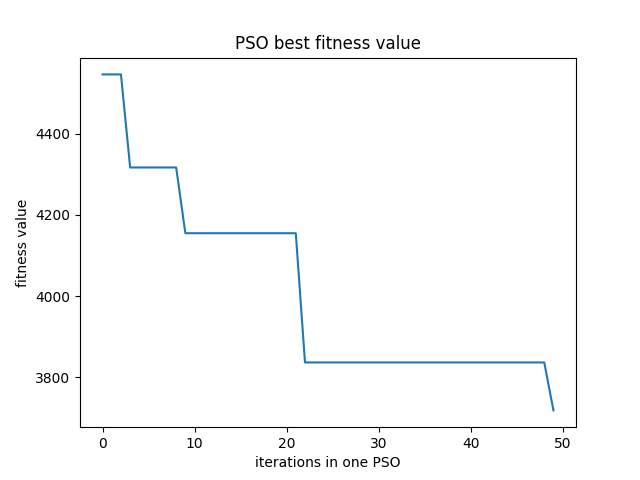 PSO best fitness value
fitness value
4400
4200
4000
3800
0 10 20 30 40 50
iterations in one PSO